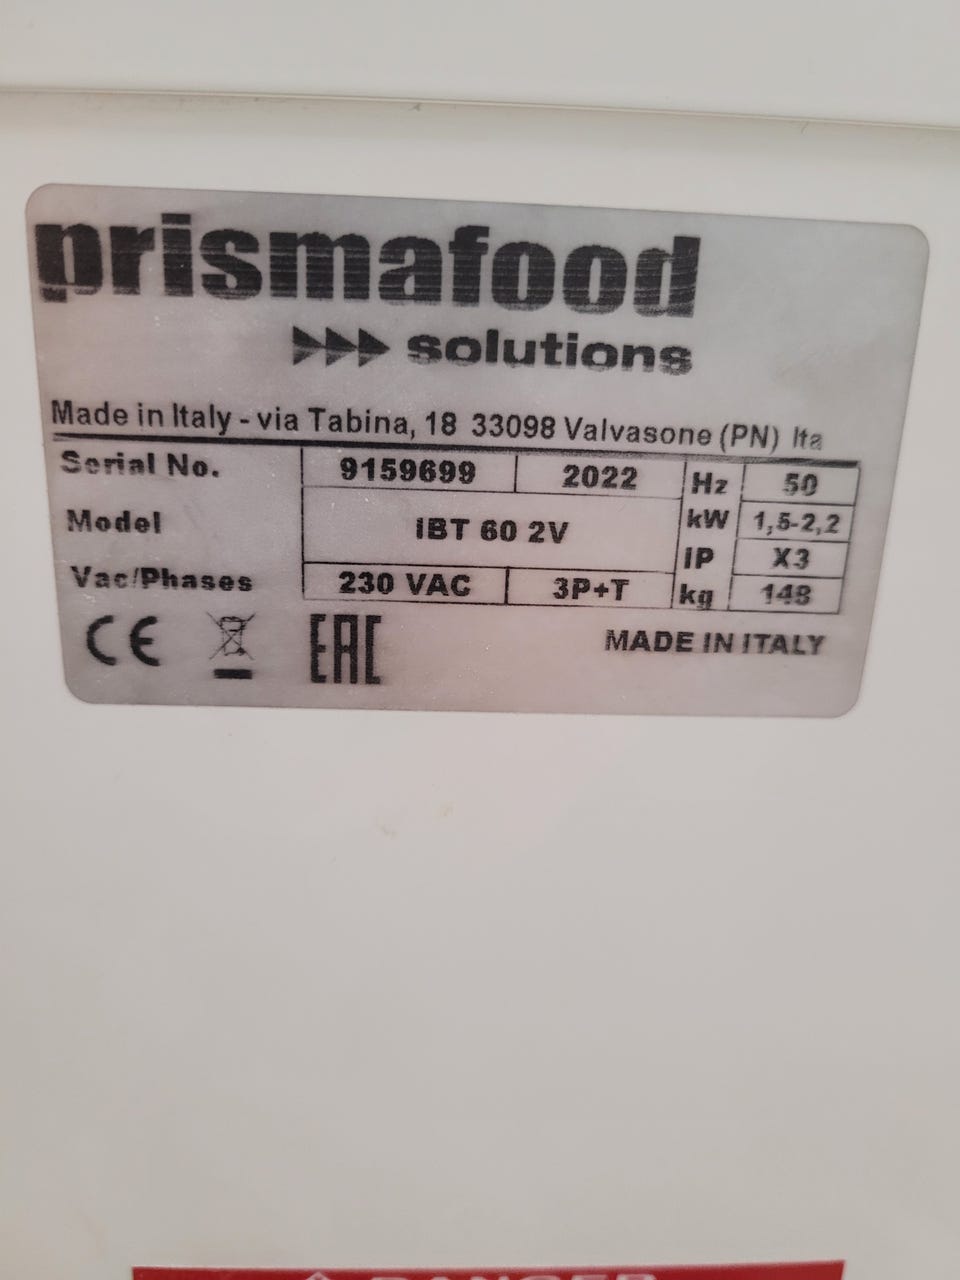 prismafood
solutions
Made in Italy - via Tabina, 18 33098 Valvasone (PN) Ita
Serial No. 9159699 2022 Hz 50
Model IBT 60 2V kW 1,5-2,2
IP X3
Vac/Phases 230 VAC 3P+T kg 148
CE EAC MADE IN ITALY
DANGER